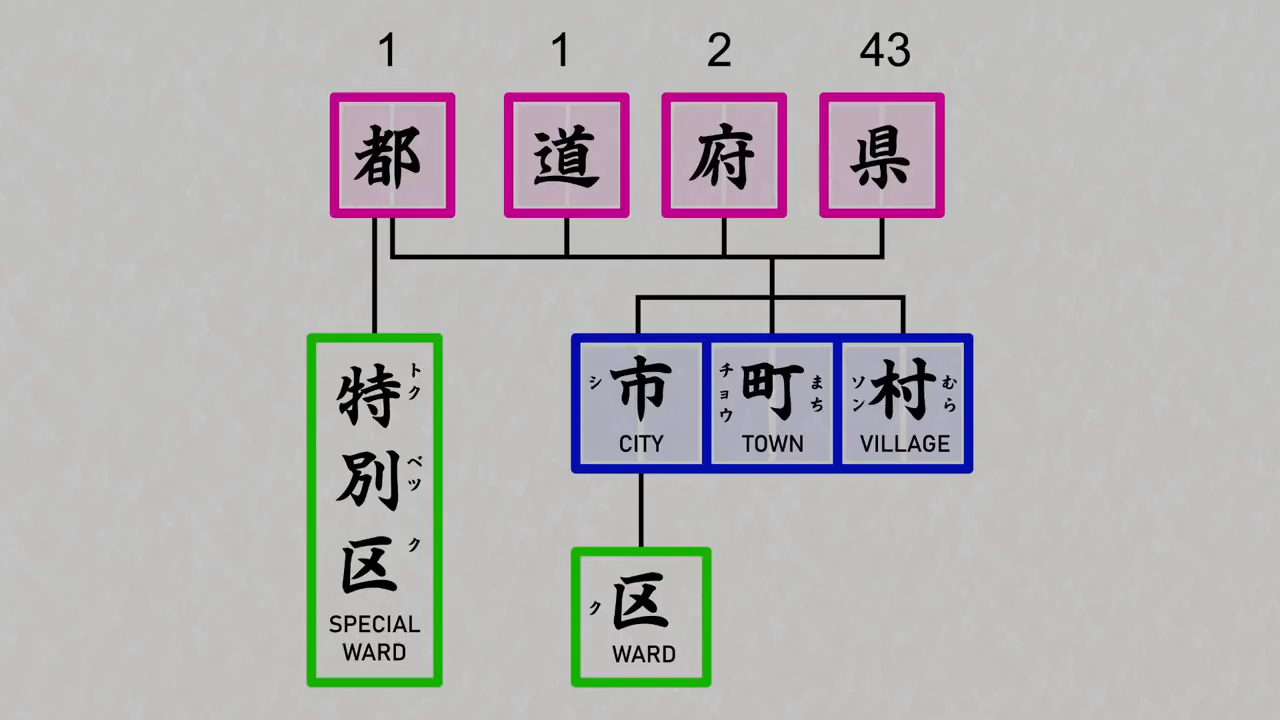 1 1 2 43
都 道 府 県
特別区
トク
ベツ
ク
SPECIAL
WARD
シ 市
CITY
チョウ 町 まち
TOWN
ソン 村 むら
VILLAGE
ク 区
WARD